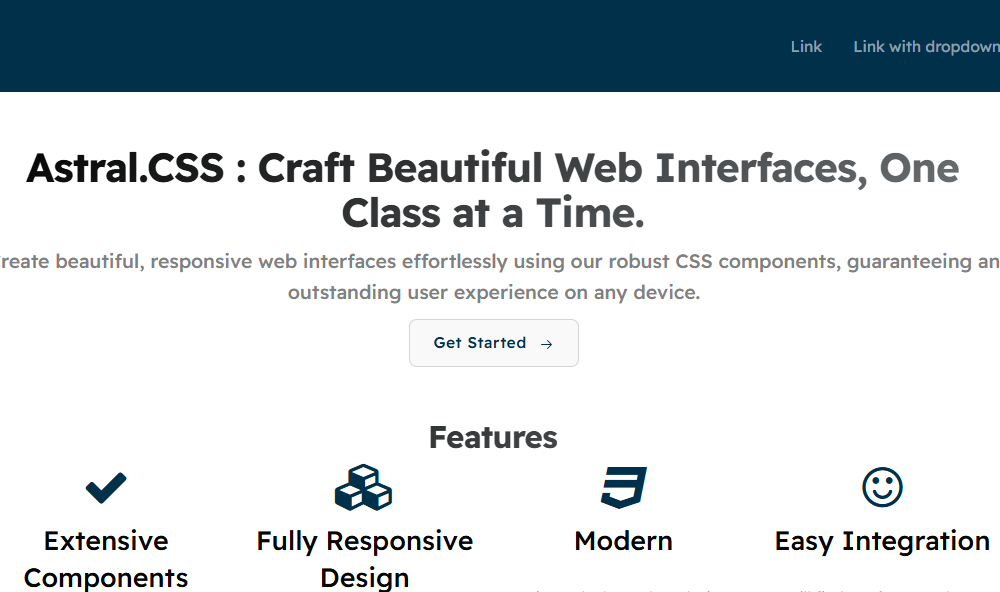 Link Link with dropdown
Astral.CSS : Craft Beautiful Web Interfaces, One
Class at a Time.
reate beautiful, responsive web interfaces effortlessly using our robust CSS components, guaranteeing an
outstanding user experience on any device.
Get Started →
Features
Extensive Components
Fully Responsive Design
Modern
Easy Integration